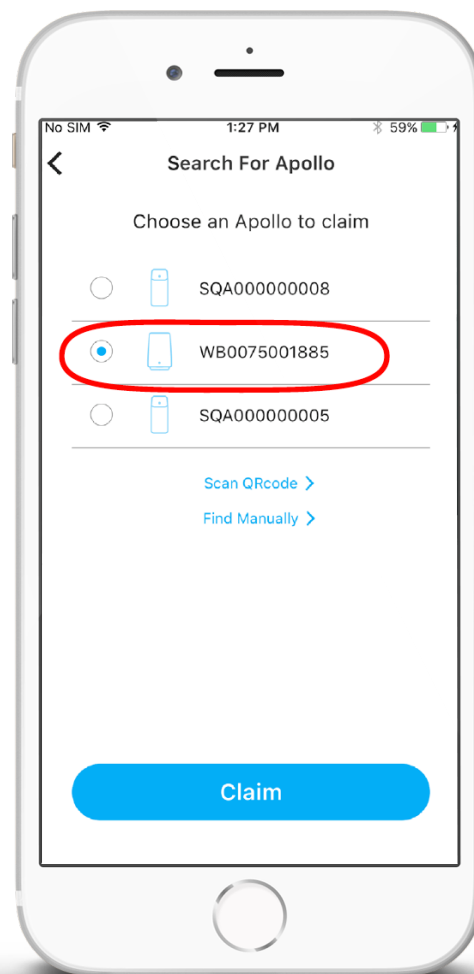 No SIM 1:27 PM 59%
Search For Apollo
Choose an Apollo to claim
SQA000000008
WB0075001885
SQA000000005
Scan QRcode >
Find Manually >
Claim